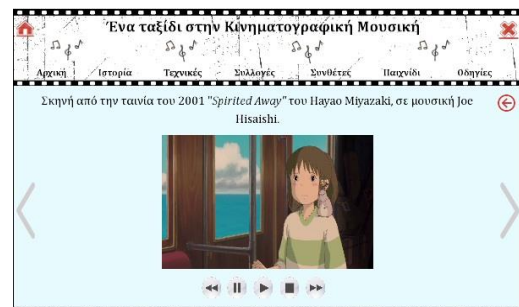 Ένα ταξίδι στην Κινηματογραφική Μουσική
Αρχική Ιστορία Τεχνικές Συλλογές Συνθέτες Παιχνίδι Οδηγίες
Σκηνή από την ταινία του 2001 "Spirited Away" του Hayao Miyazaki, σε μουσική Joe
Hisaishi.